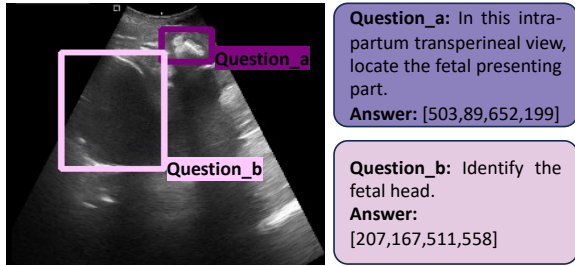 Question_a
Question_b
Question_a: In this intra-
partum transperineal view,
locate the fetal presenting
part.
Answer: [503,89,652,199]
Question_b: Identify the
fetal head.
Answer:
[207,167,511,558]